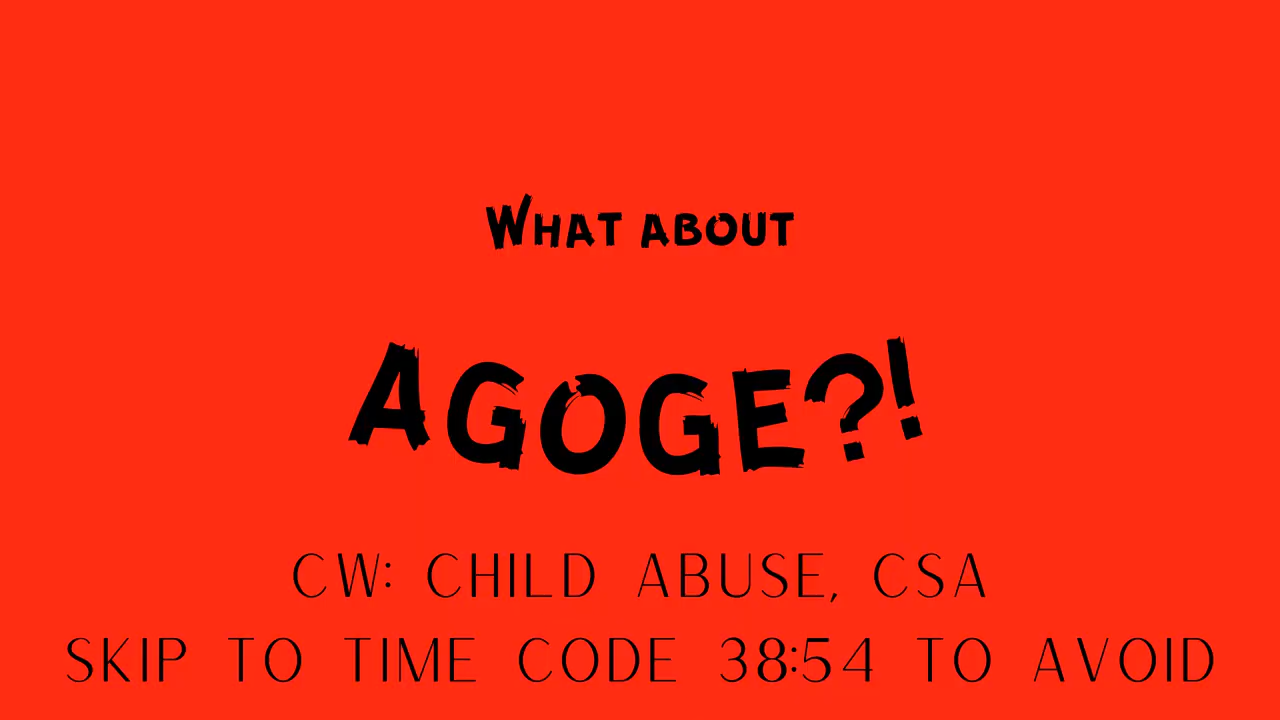 WHAT ABOUT
AGOGE?!
CW: CHILD ABUSE, CSA
SKIP TO TIME CODE 38:54 TO AVOID